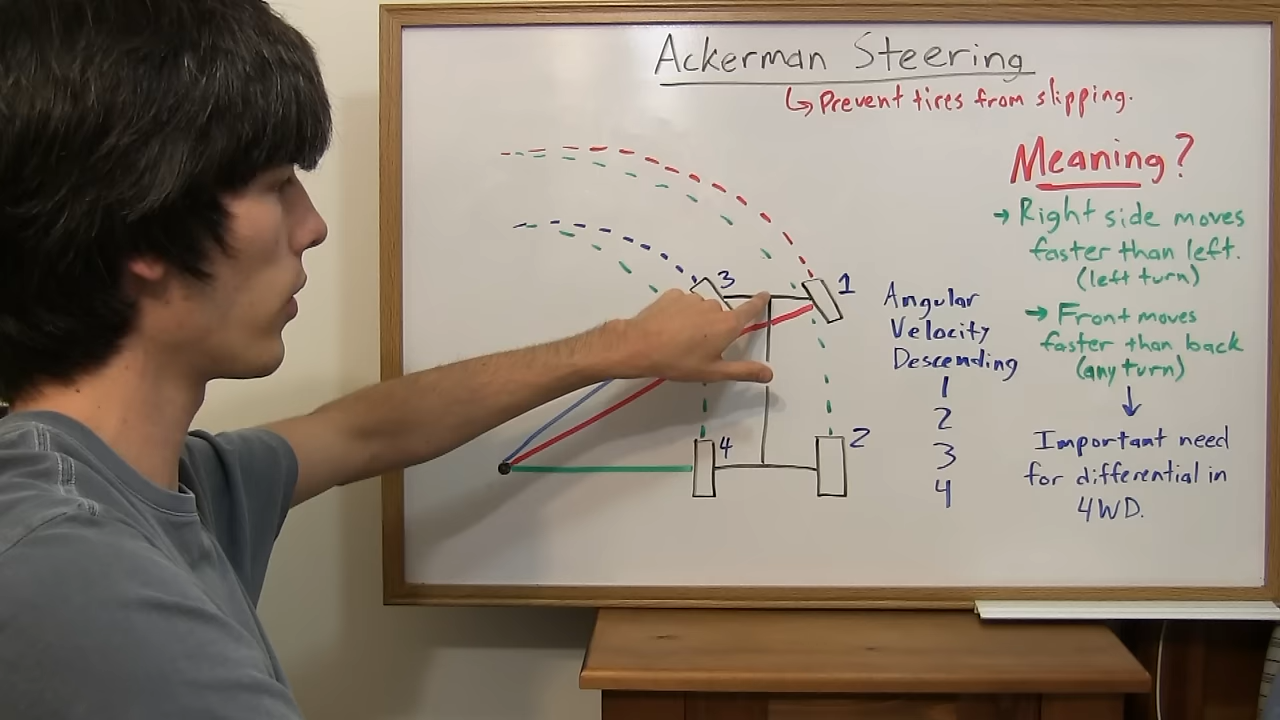 Ackerman Steering
↳ Prevent tires from slipping.
3
1
4
2
Angular
Velocity
Descending
1
2
3
4
Meaning?
→ Right side moves
faster than left.
(left turn)
→ Front moves
faster than back
(any turn)
↓
Important need
for differential in
4WD.